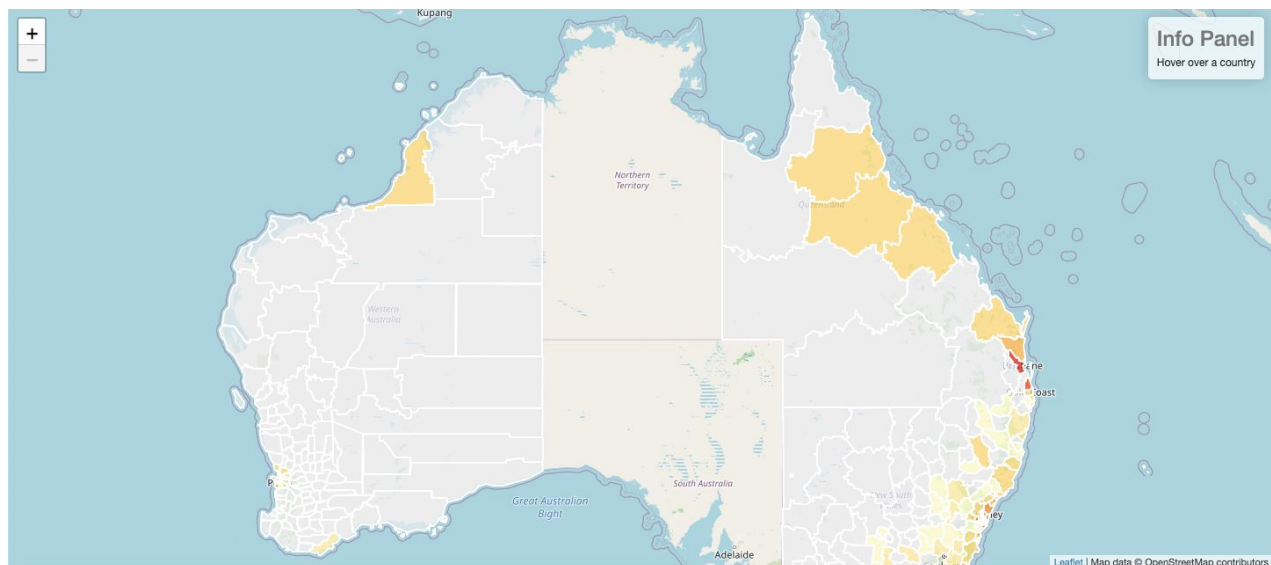 Kupang
+
−
Info Panel
Hover over a country
Northern
Territory
Queensland
Western
Australia
Coast
South Australia
Great Australian
Bight
Adelaide
Leaflet | Map data © OpenStreetMap contributors